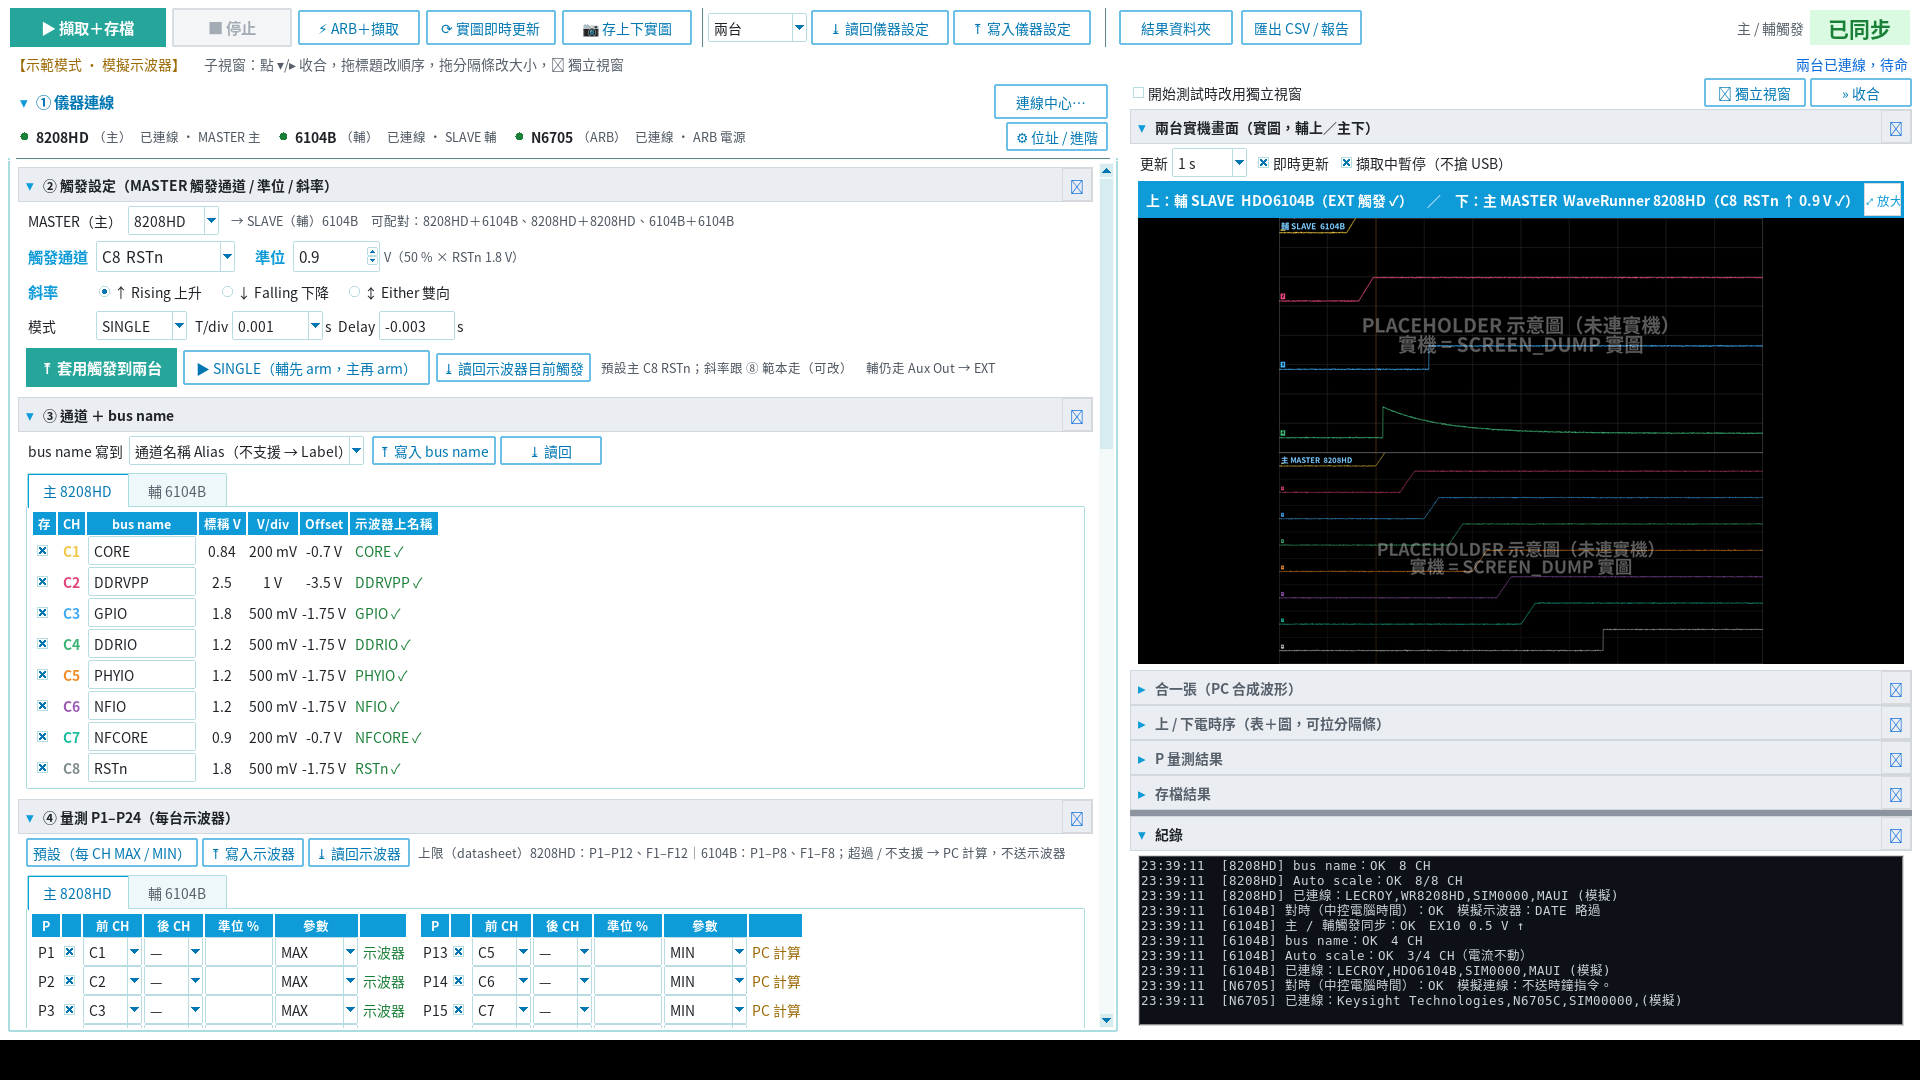 ▶ 擷取＋存檔 ■ 停止 ⚡ ARB＋擷取 ⟳ 實圖即時更新 📷 存上下實圖 兩台 ⤓ 讀回儀器設定 ⤒ 寫入儀器設定 結果資料夾 匯出 CSV / 報告 主 / 輔觸發 已同步
【示範模式 · 模擬示波器】 子視窗：點 ▾/▸ 收合，拖標題改順序，拖分隔條改大小， 獨立視窗 兩台已連線，待命
▼ ① 儀器連線 連線中心⋯
● 8208HD （主） 已連線 · MASTER 主 ● 6104B （輔） 已連線 · SLAVE 輔 ● N6705 （ARB） 已連線 · ARB 電源 ⚙ 位址 / 進階
▼ ② 觸發設定（MASTER 觸發通道 / 準位 / 斜率）
MASTER（主） 8208HD → SLAVE（輔）6104B 可配對：8208HD＋6104B、8208HD＋8208HD、6104B＋6104B
觸發通道 C8 RSTn 準位 0.9 V（50 % × RSTn 1.8 V）
斜率 ↑ Rising 上升 ↓ Falling 下降 ↕ Either 雙向
模式 SINGLE T/div 0.001 s Delay -0.003 s
⤒ 套用觸發到兩台 ▶ SINGLE（輔先 arm，主再 arm） ⤓ 讀回示波器目前觸發 預設主 C8 RSTn；斜率跟 ⑧ 範本走（可改） 輔仍走 Aux Out → EXT
▼ ③ 通道 ＋ bus name
bus name 寫到 通道名稱 Alias（不支援 → Label） ⤒ 寫入 bus name ⤓ 讀回
主 8208HD 輔 6104B
存 CH bus name 標稱 V V/div Offset 示波器上名稱
C1 CORE 0.84 200 mV -0.7 V CORE ✓
C2 DDRVPP 2.5 1 V -3.5 V DDRVPP ✓
C3 GPIO 1.8 500 mV -1.75 V GPIO ✓
C4 DDRIO 1.2 500 mV -1.75 V DDRIO ✓
C5 PHYIO 1.2 500 mV -1.75 V PHYIO ✓
C6 NFIO 1.2 500 mV -1.75 V NFIO ✓
C7 NFCORE 0.9 200 mV -0.7 V NFCORE ✓
C8 RSTn 1.8 500 mV -1.75 V RSTn ✓
▼ ④ 量測 P1–P24（每台示波器）
預設（每 CH MAX / MIN） ⤒ 寫入示波器 ⤓ 讀回示波器 上限（datasheet）8208HD：P1–P12、F1–F12｜6104B：P1–P8、F1–F8；超過 / 不支援 → PC 計算，不送示波器
主 8208HD 輔 6104B
P 前 CH 後 CH 準位 % 參數 P 前 CH 後 CH 準位 % 參數
P1 C1 — MAX 示波器 P13 C5 — MIN PC 計算
P2 C2 — MAX 示波器 P14 C6 — MIN PC 計算
P3 C3 — MAX 示波器 P15 C7 — MIN PC 計算
開始測試時改用獨立視窗 獨立視窗 » 收合
▼ 兩台實機畫面（實圖，輔上／主下）
更新 1 s 即時更新 擷取中暫停（不搶 USB）
上：輔 SLAVE HDO6104B（EXT 觸發 ✓） ／ 下：主 MASTER WaveRunner 8208HD（C8 RSTn ↑ 0.9 V ✓） ⤢ 放大
輔 SLAVE 6104B
PLACEHOLDER 示意圖（未連實機）
實機 = SCREEN_DUMP 實圖
主 MASTER 8208HD
PLACEHOLDER 示意圖（未連實機）
實機 = SCREEN_DUMP 實圖
▶ 合一張（PC 合成波形）
▶ 上 / 下電時序（表＋圖，可拉分隔條）
▶ P 量測結果
▶ 存檔結果
▼ 紀錄
23:39:11 [8208HD] bus name：OK 8 CH
23:39:11 [8208HD] Auto scale：OK 8/8 CH
23:39:11 [8208HD] 已連線：LECROY,WR8208HD,SIM0000,MAUI (模擬)
23:39:11 [6104B] 對時（中控電腦時間）：OK 模擬示波器：DATE 略過
23:39:11 [6104B] 主 / 輔觸發同步：OK EX10 0.5 V ↑
23:39:11 [6104B] bus name：OK 4 CH
23:39:11 [6104B] Auto scale：OK 3/4 CH（電流不動）
23:39:11 [6104B] 已連線：LECROY,HDO6104B,SIM0000,MAUI (模擬)
23:39:11 [N6705] 對時（中控電腦時間）：OK 模擬連線：不送時鐘指令。
23:39:11 [N6705] 已連線：Keysight Technologies,N6705C,SIM00000,(模擬)